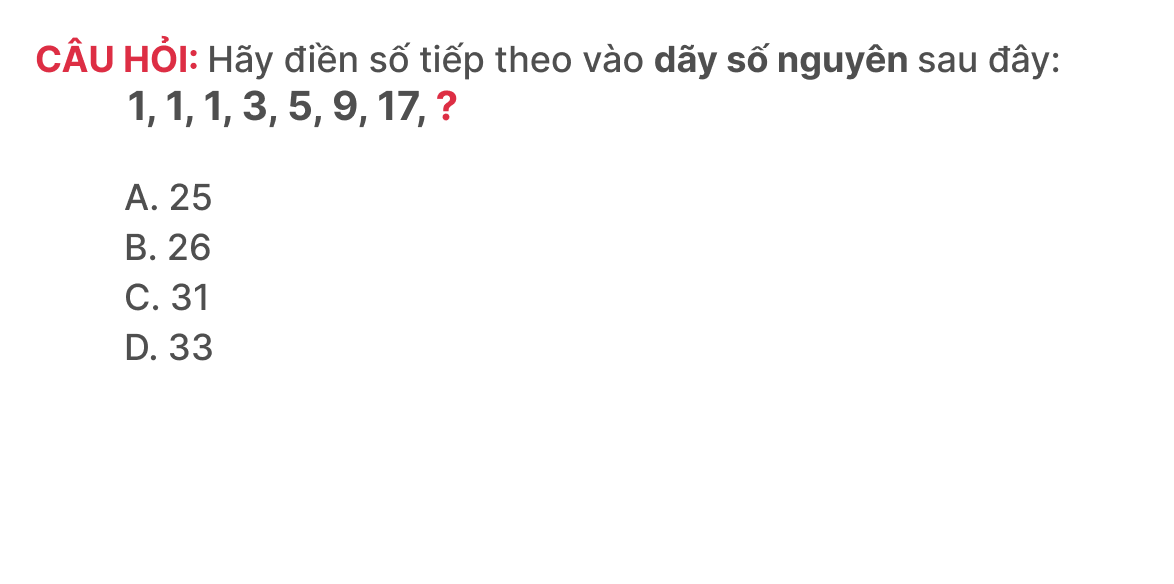 CÂU HỎI: Hãy điền số tiếp theo vào dãy số nguyên sau đây:
1, 1, 1, 3, 5, 9, 17, ?
A. 25
B. 26
C. 31
D. 33